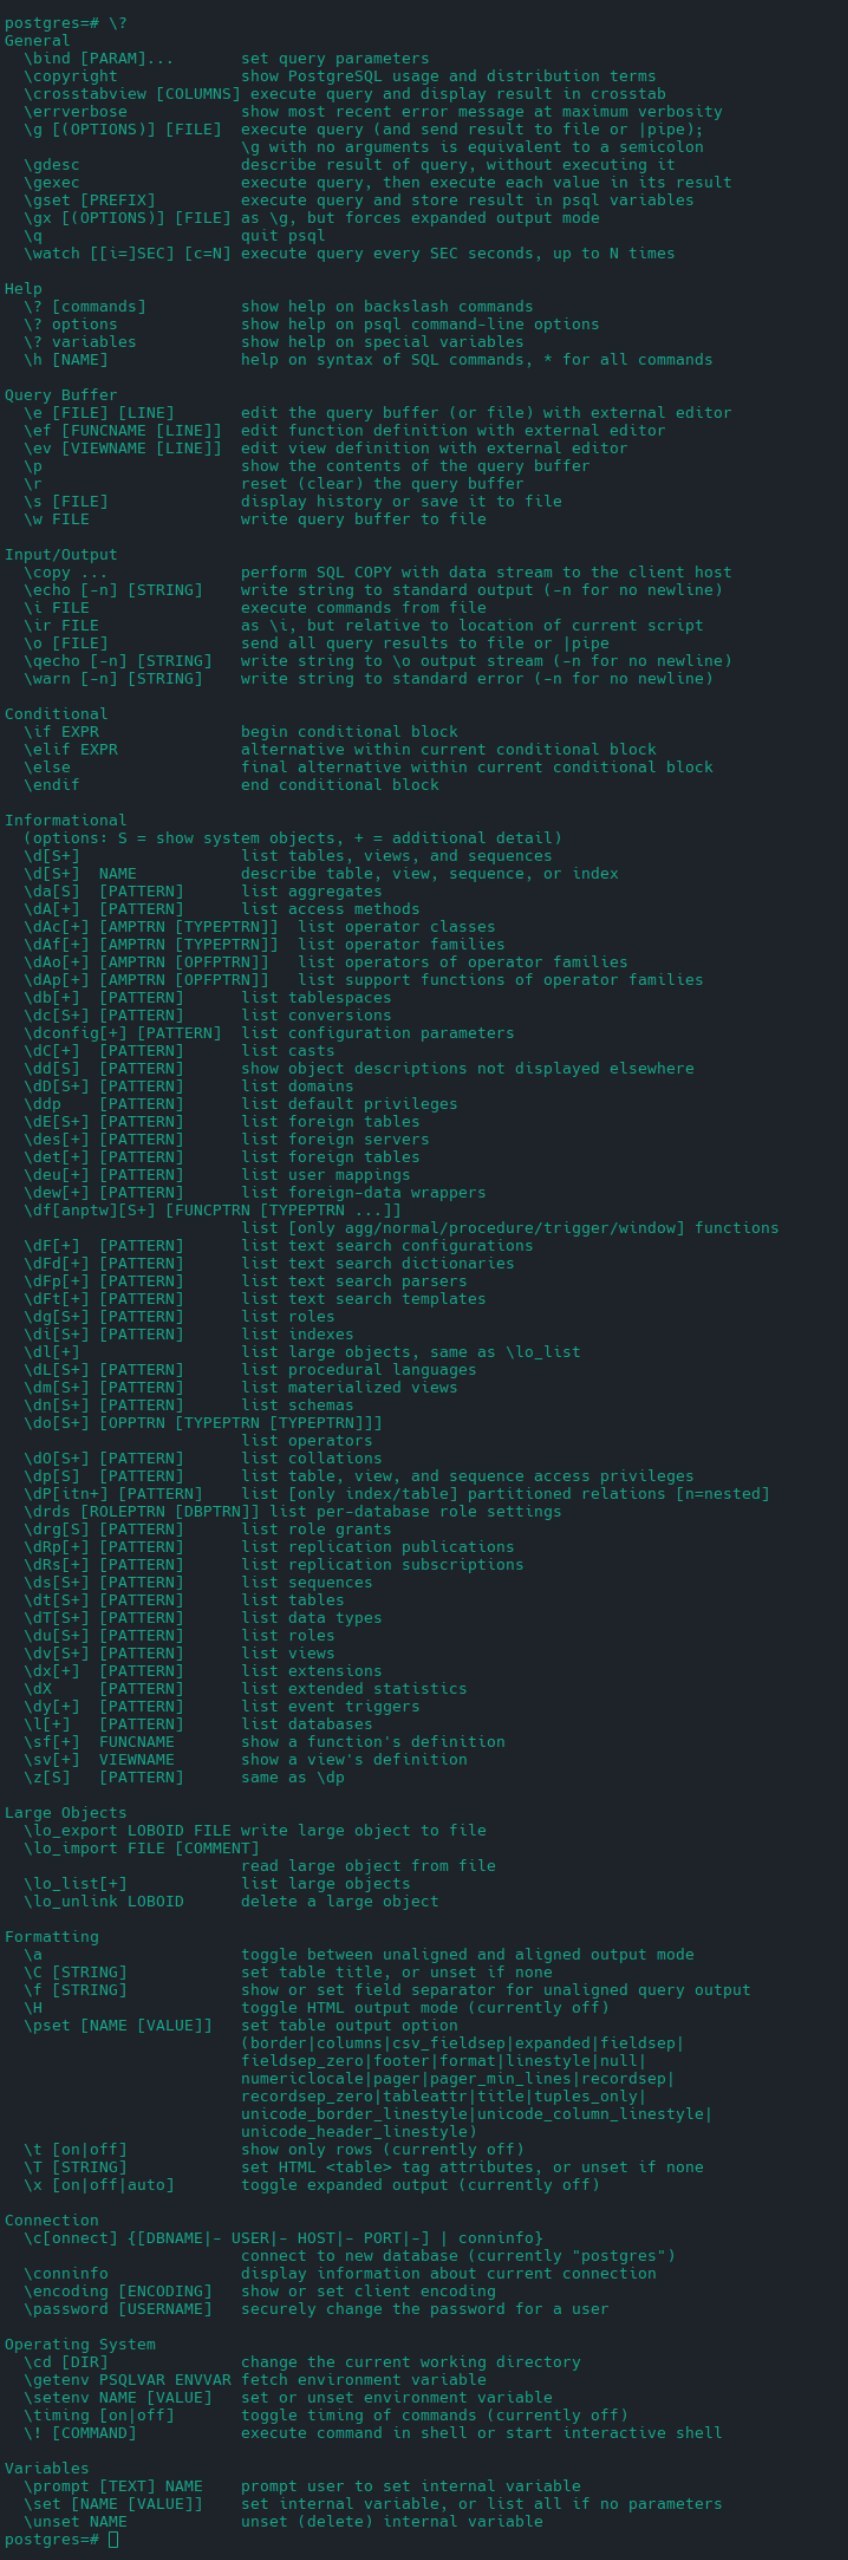 postgres=# \?
General
  \bind [PARAM]...       set query parameters
  \copyright             show PostgreSQL usage and distribution terms
  \crosstabview [COLUMNS] execute query and display result in crosstab
  \errverbose            show most recent error message at maximum verbosity
  \g [(OPTIONS)] [FILE]  execute query (and send result to file or |pipe);
                         \g with no arguments is equivalent to a semicolon
  \gdesc                 describe result of query, without executing it
  \gexec                 execute query, then execute each value in its result
  \gset [PREFIX]         execute query and store result in psql variables
  \gx [(OPTIONS)] [FILE] as \g, but forces expanded output mode
  \q                     quit psql
  \watch [[i=]SEC] [c=N] execute query every SEC seconds, up to N times

Help
  \? [commands]          show help on backslash commands
  \? options             show help on psql command-line options
  \? variables           show help on special variables
  \h [NAME]              help on syntax of SQL commands, * for all commands

Query Buffer
  \e [FILE] [LINE]       edit the query buffer (or file) with external editor
  \ef [FUNCNAME [LINE]]  edit function definition with external editor
  \ev [VIEWNAME [LINE]]  edit view definition with external editor
  \p                     show the contents of the query buffer
  \r                     reset (clear) the query buffer
  \s [FILE]              display history or save it to file
  \w FILE                write query buffer to file

Input/Output
  \copy ...              perform SQL COPY with data stream to the client host
  \echo [-n] [STRING]    write string to standard output (-n for no newline)
  \i FILE                execute commands from file
  \ir FILE               as \i, but relative to location of current script
  \o [FILE]              send all query results to file or |pipe
  \qecho [-n] [STRING]   write string to \o output stream (-n for no newline)
  \warn [-n] [STRING]    write string to standard error (-n for no newline)

Conditional
  \if EXPR               begin conditional block
  \elif EXPR             alternative within current conditional block
  \else                  final alternative within current conditional block
  \endif                 end conditional block

Informational
  (options: S = show system objects, + = additional detail)
  \d[S+]                 list tables, views, and sequences
  \d[S+]  NAME           describe table, view, sequence, or index
  \da[S]  [PATTERN]      list aggregates
  \dA[+]  [PATTERN]      list access methods
  \dAc[+] [AMPTRN [TYPEPTRN]]  list operator classes
  \dAf[+] [AMPTRN [TYPEPTRN]]  list operator families
  \dAo[+] [AMPTRN [OPFPTRN]]   list operators of operator families
  \dAp[+] [AMPTRN [OPFPTRN]]   list support functions of operator families
  \db[+]  [PATTERN]      list tablespaces
  \dc[S+] [PATTERN]      list conversions
  \dconfig[+] [PATTERN]  list configuration parameters
  \dC[+]  [PATTERN]      list casts
  \dd[S]  [PATTERN]      show object descriptions not displayed elsewhere
  \dD[S+] [PATTERN]      list domains
  \ddp    [PATTERN]      list default privileges
  \dE[S+] [PATTERN]      list foreign tables
  \des[+] [PATTERN]      list foreign servers
  \det[+] [PATTERN]      list foreign tables
  \deu[+] [PATTERN]      list user mappings
  \dew[+] [PATTERN]      list foreign-data wrappers
  \df[anptw][S+] [FUNCPTRN [TYPEPTRN ...]]
                         list [only agg/normal/procedure/trigger/window] functions
  \dF[+]  [PATTERN]      list text search configurations
  \dFd[+] [PATTERN]      list text search dictionaries
  \dFp[+] [PATTERN]      list text search parsers
  \dFt[+] [PATTERN]      list text search templates
  \dg[S+] [PATTERN]      list roles
  \di[S+] [PATTERN]      list indexes
  \dl[+]                 list large objects, same as \lo_list
  \dL[S+] [PATTERN]      list procedural languages
  \dm[S+] [PATTERN]      list materialized views
  \dn[S+] [PATTERN]      list schemas
  \do[S+] [OPPTRN [TYPEPTRN [TYPEPTRN]]]
                         list operators
  \dO[S+] [PATTERN]      list collations
  \dp[S]  [PATTERN]      list table, view, and sequence access privileges
  \dP[itn+] [PATTERN]    list [only index/table] partitioned relations [n=nested]
  \drds [ROLEPTRN [DBPTRN]] list per-database role settings
  \drg[S] [PATTERN]      list role grants
  \dRp[+] [PATTERN]      list replication publications
  \dRs[+] [PATTERN]      list replication subscriptions
  \ds[S+] [PATTERN]      list sequences
  \dt[S+] [PATTERN]      list tables
  \dT[S+] [PATTERN]      list data types
  \du[S+] [PATTERN]      list roles
  \dv[S+] [PATTERN]      list views
  \dx[+]  [PATTERN]      list extensions
  \dX     [PATTERN]      list extended statistics
  \dy[+]  [PATTERN]      list event triggers
  \l[+]   [PATTERN]      list databases
  \sf[+]  FUNCNAME       show a function's definition
  \sv[+]  VIEWNAME       show a view's definition
  \z[S]   [PATTERN]      same as \dp

Large Objects
  \lo_export LOBOID FILE write large object to file
  \lo_import FILE [COMMENT]
                         read large object from file
  \lo_list[+]            list large objects
  \lo_unlink LOBOID      delete a large object

Formatting
  \a                     toggle between unaligned and aligned output mode
  \C [STRING]            set table title, or unset if none
  \f [STRING]            show or set field separator for unaligned query output
  \H                     toggle HTML output mode (currently off)
  \pset [NAME [VALUE]]   set table output option
                         (border|columns|csv_fieldsep|expanded|fieldsep|
                         fieldsep_zero|footer|format|linestyle|null|
                         numericlocale|pager|pager_min_lines|recordsep|
                         recordsep_zero|tableattr|title|tuples_only|
                         unicode_border_linestyle|unicode_column_linestyle|
                         unicode_header_linestyle)
  \t [on|off]            show only rows (currently off)
  \T [STRING]            set HTML <table> tag attributes, or unset if none
  \x [on|off|auto]       toggle expanded output (currently off)

Connection
  \c[onnect] {[DBNAME|- USER|- HOST|- PORT|-] | conninfo}
                         connect to new database (currently "postgres")
  \conninfo              display information about current connection
  \encoding [ENCODING]   show or set client encoding
  \password [USERNAME]   securely change the password for a user

Operating System
  \cd [DIR]              change the current working directory
  \getenv PSQLVAR ENVVAR fetch environment variable
  \setenv NAME [VALUE]   set or unset environment variable
  \timing [on|off]       toggle timing of commands (currently off)
  \! [COMMAND]           execute command in shell or start interactive shell

Variables
  \prompt [TEXT] NAME    prompt user to set internal variable
  \set [NAME [VALUE]]    set internal variable, or list all if no parameters
  \unset NAME            unset (delete) internal variable
postgres=#